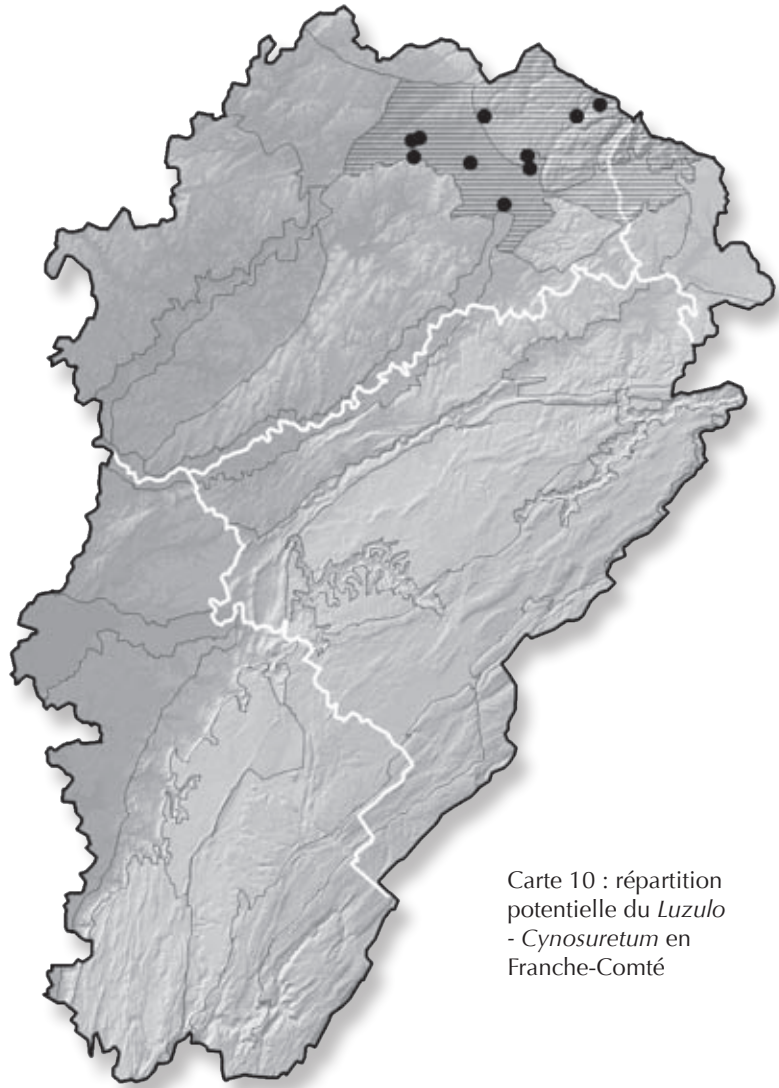 Carte 10 : répartition
potentielle du Luzulo
- Cynosuretum en
Franche-Comté